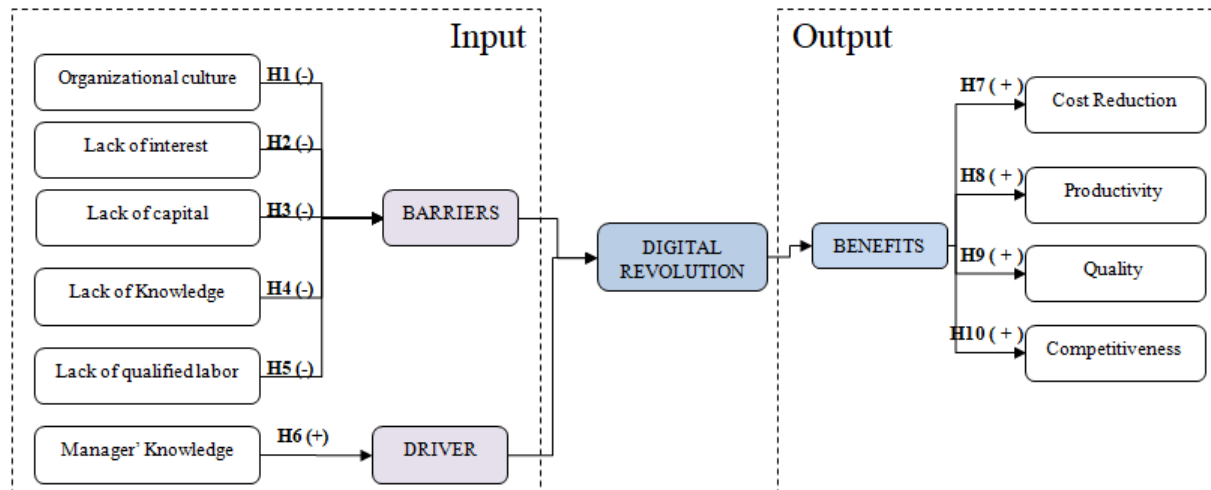 Input
Organizational culture
H1 (-)
Lack of interest
H2 (-)
Lack of capital
H3 (-)
Lack of Knowledge
H4 (-)
Lack of qualified labor
H5 (-)
Manager’ Knowledge
H6 (+)
BARRIERS
DRIVER
DIGITAL
REVOLUTION
Output
BENEFITS
H7 ( + )
Cost Reduction
H8 ( + )
Productivity
H9 ( + )
Quality
H10 ( + )
Competitiveness